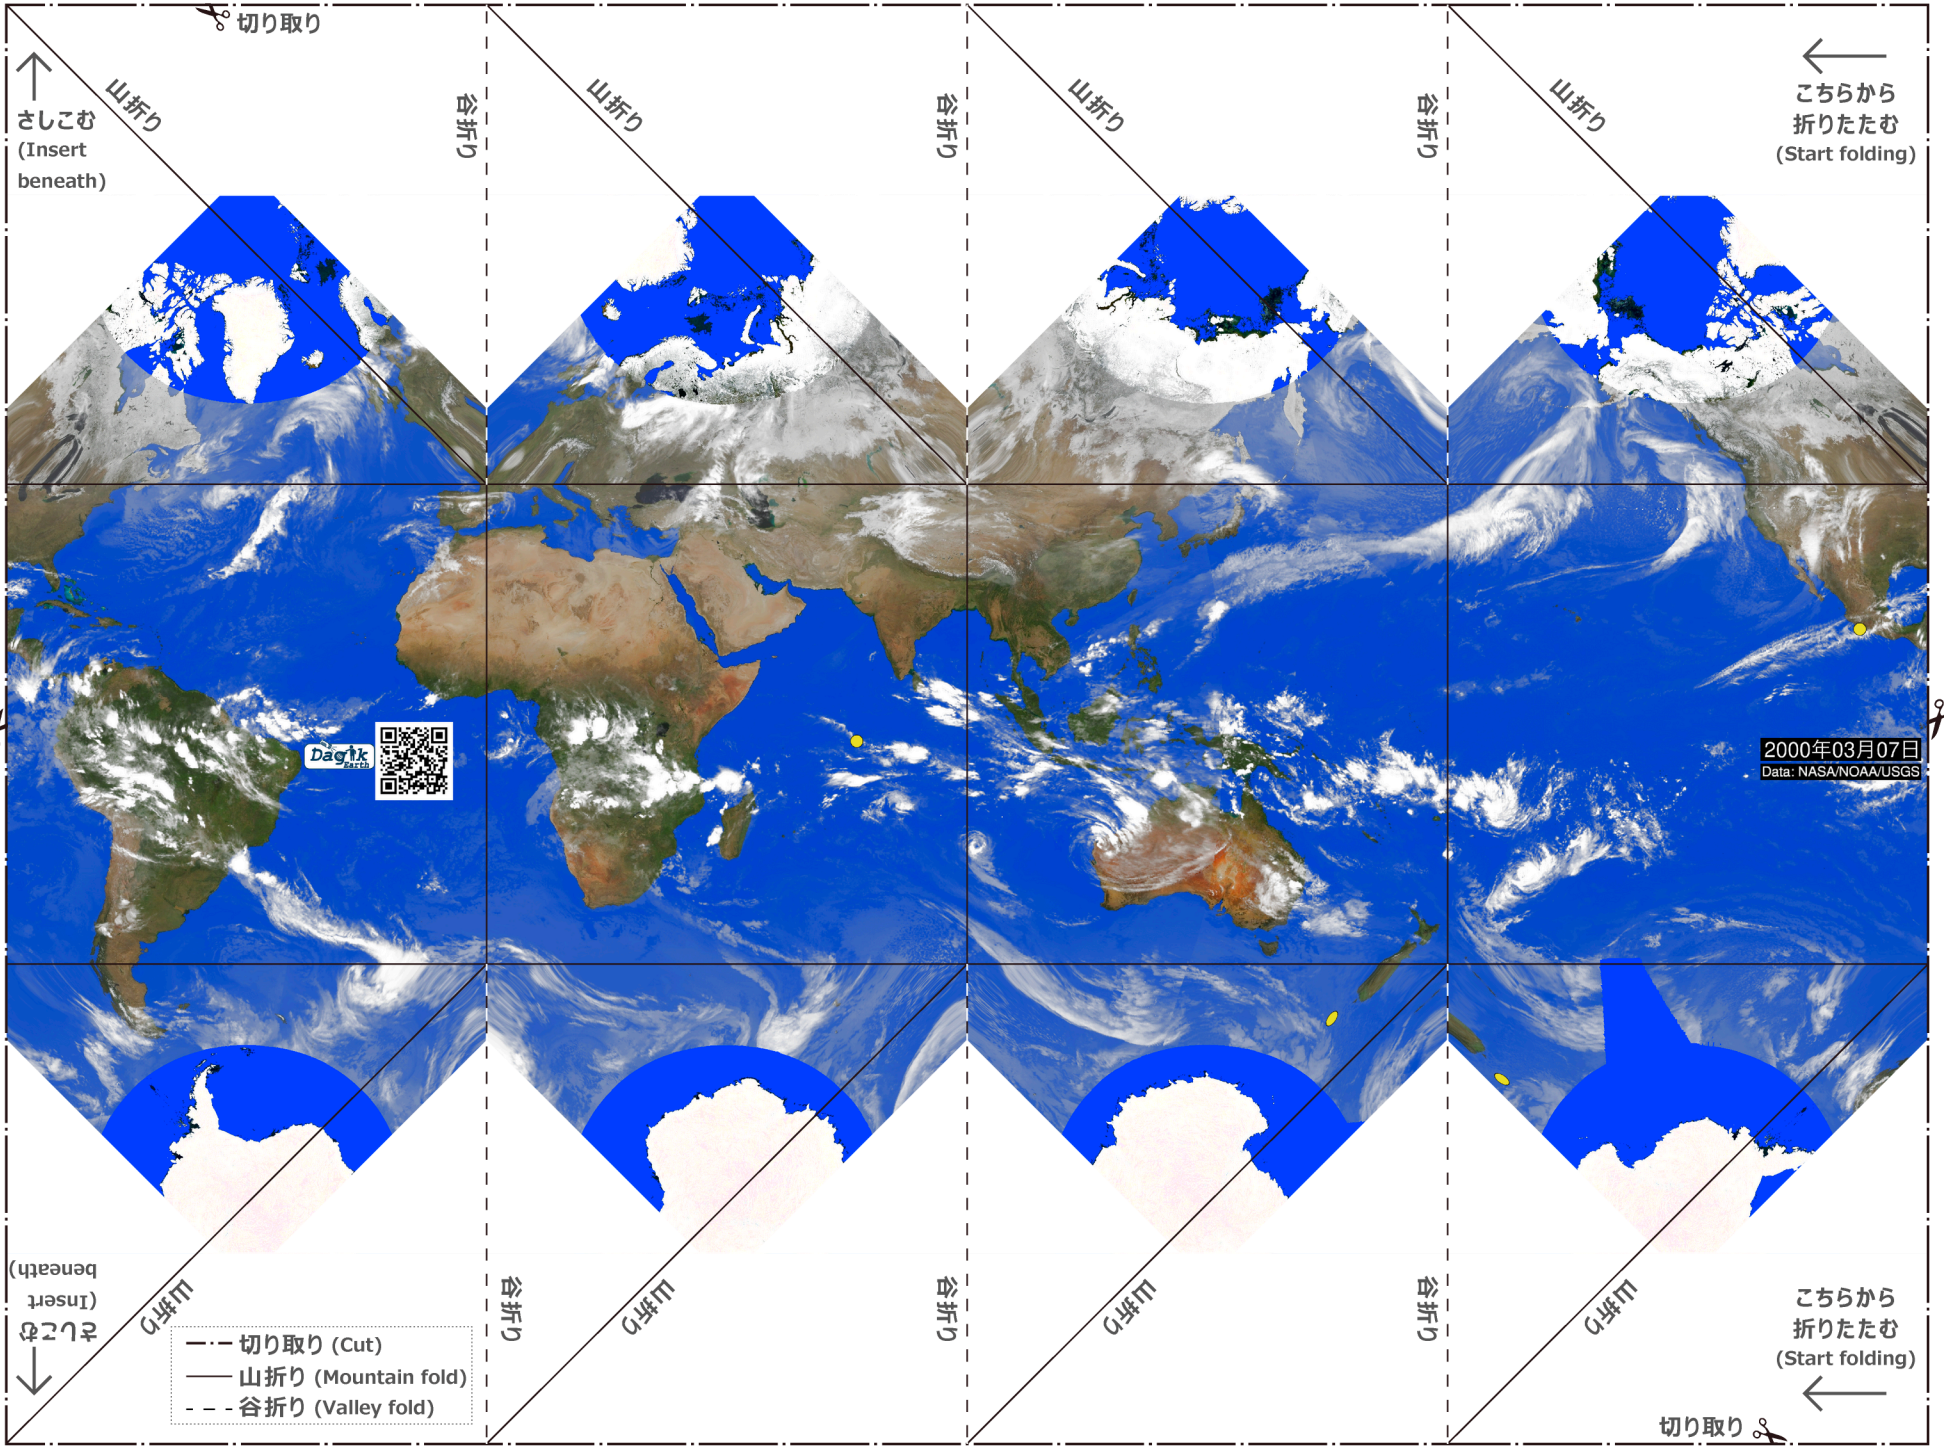 切り取り
山折り
谷折り
山折り
谷折り
山折り
谷折り
山折り
こちらから
折りたたむ
(Start folding)
さしこむ
(Insert
beneath)
Dagik
Earth
2000年03月07日
Data: NASA/NOAA/USGS
さしこむ
(Insert
beneath)
山折り
谷折り
山折り
谷折り
山折り
谷折り
山折り
こちらから
折りたたむ
(Start folding)
切り取り (Cut)
山折り (Mountain fold)
谷折り (Valley fold)
切り取り